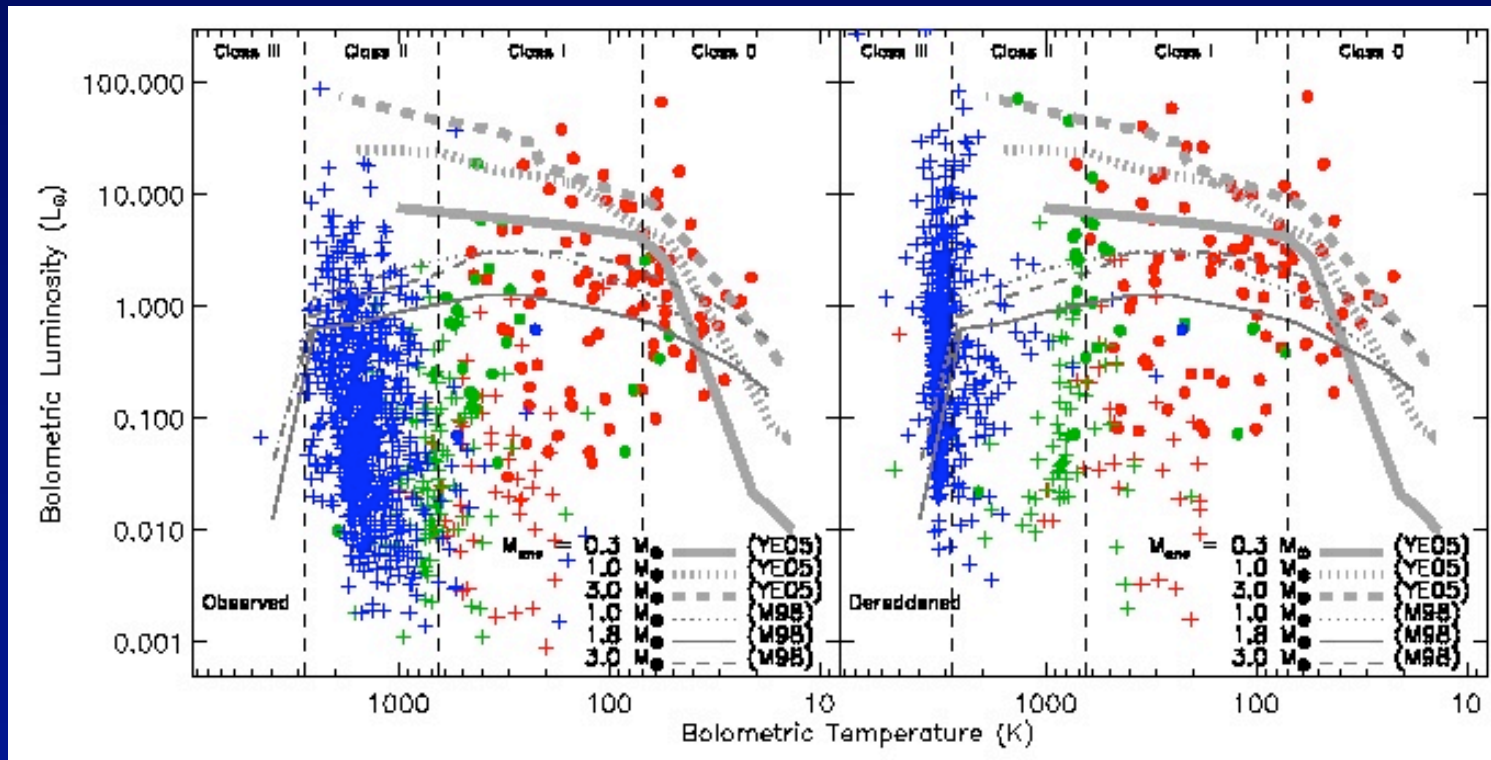 Class III Class II Class I Class 0
Class III Class II Class I Class 0
100.000
10.000
1.000
0.100
0.010
0.001
Bolometric Luminosity (L⊙)
Observed
M_env = 0.3 M⊙ (YE05)
1.0 M⊙ (YE05)
3.0 M⊙ (YE05)
1.0 M⊙ (M98)
1.8 M⊙ (M98)
3.0 M⊙ (M98)
Dereddened
M_env = 0.3 M⊙ (YE05)
1.0 M⊙ (YE05)
3.0 M⊙ (YE05)
1.0 M⊙ (M98)
1.8 M⊙ (M98)
3.0 M⊙ (M98)
1000 100 10
1000 100 10
Bolometric Temperature (K)